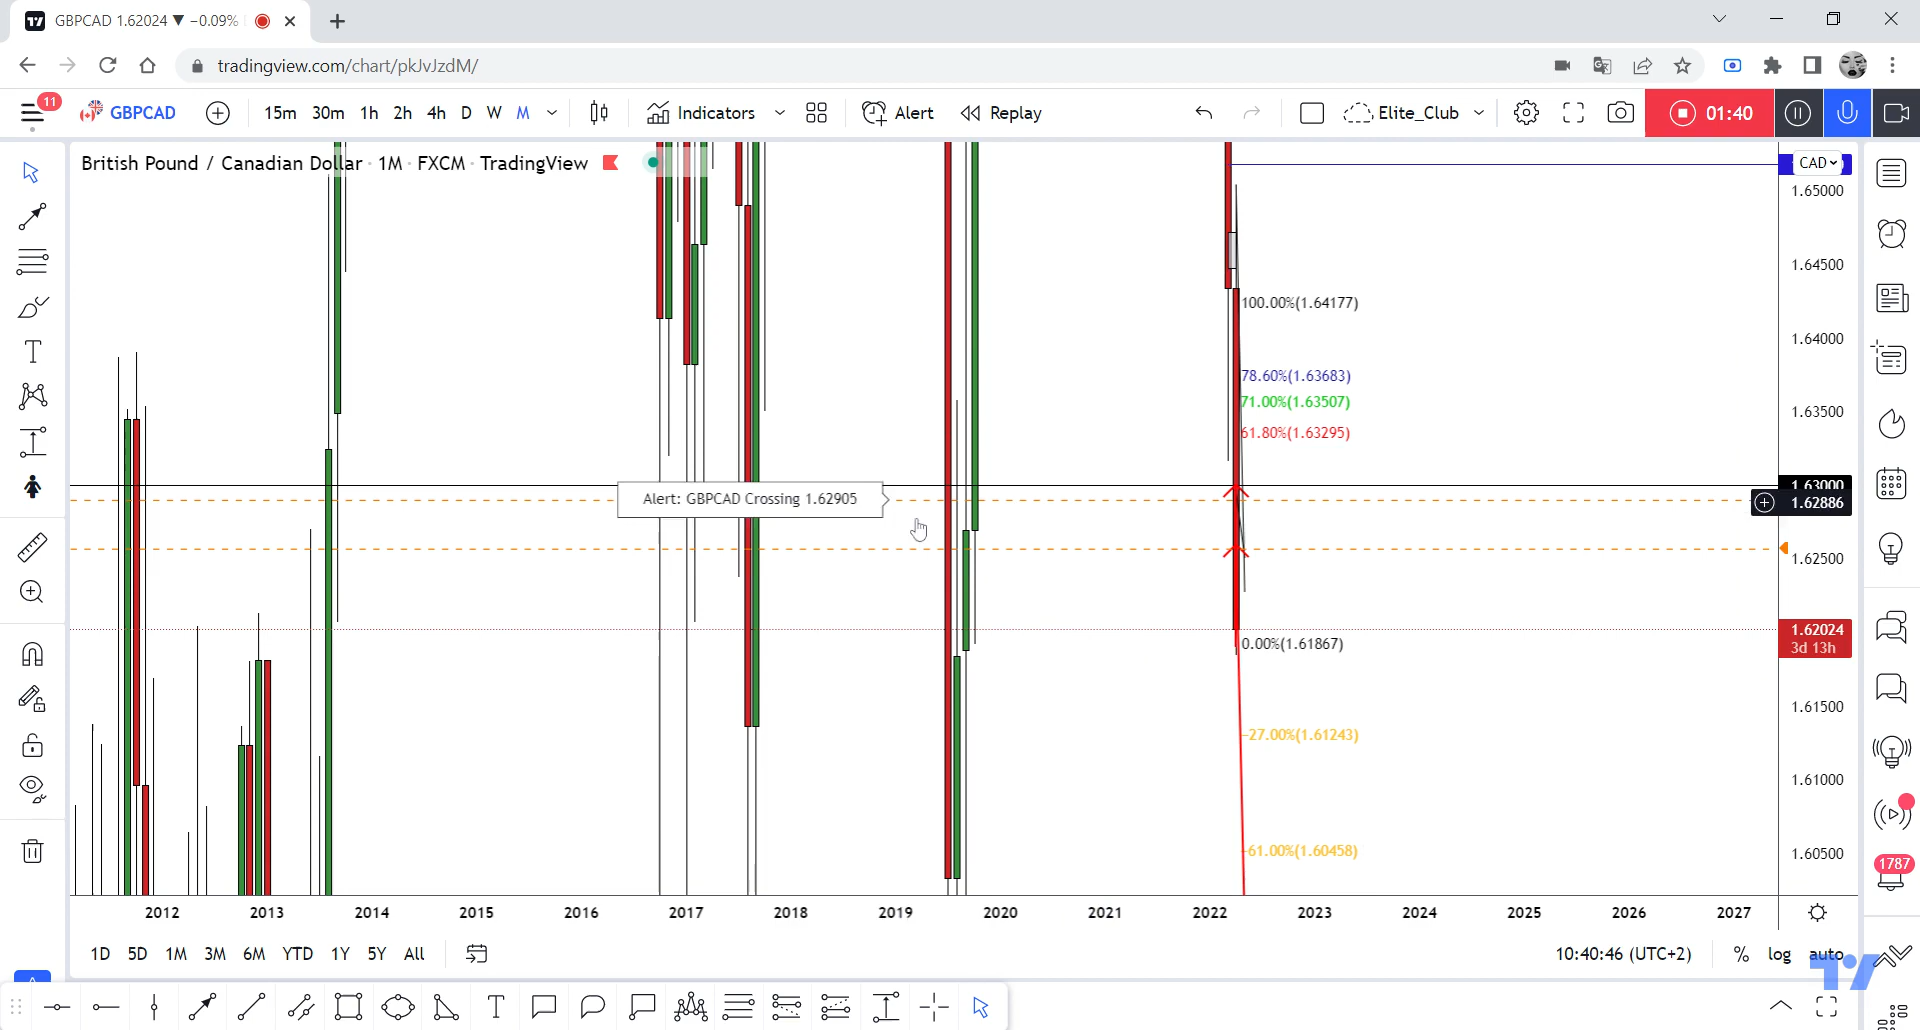 GBPCAD 1.62024 ▼ −0.09%
tradingview.com/chart/pkJvJzdM/
11
GBPCAD
15m 30m 1h 2h 4h D W M
Indicators
Alert
Replay
Elite_Club
01:40
British Pound / Canadian Dollar · 1M · FXCM · TradingView
CAD
1.65000
1.64500
100.00%(1.64177)
1.64000
78.60%(1.63683)
71.00%(1.63507)
1.63500
61.80%(1.63295)
1.63000
Alert: GBPCAD Crossing 1.62905
1.62886
1.62500
1.62024
3d 13h
0.00%(1.61867)
1.61500
-27.00%(1.61243)
1.61000
-61.00%(1.60458)
1.60500
1787
2012 2013 2014 2015 2016 2017 2018 2019 2020 2021 2022 2023 2024 2025 2026 2027
1D 5D 1M 3M 6M YTD 1Y 5Y All
10:40:46 (UTC+2)
% log auto